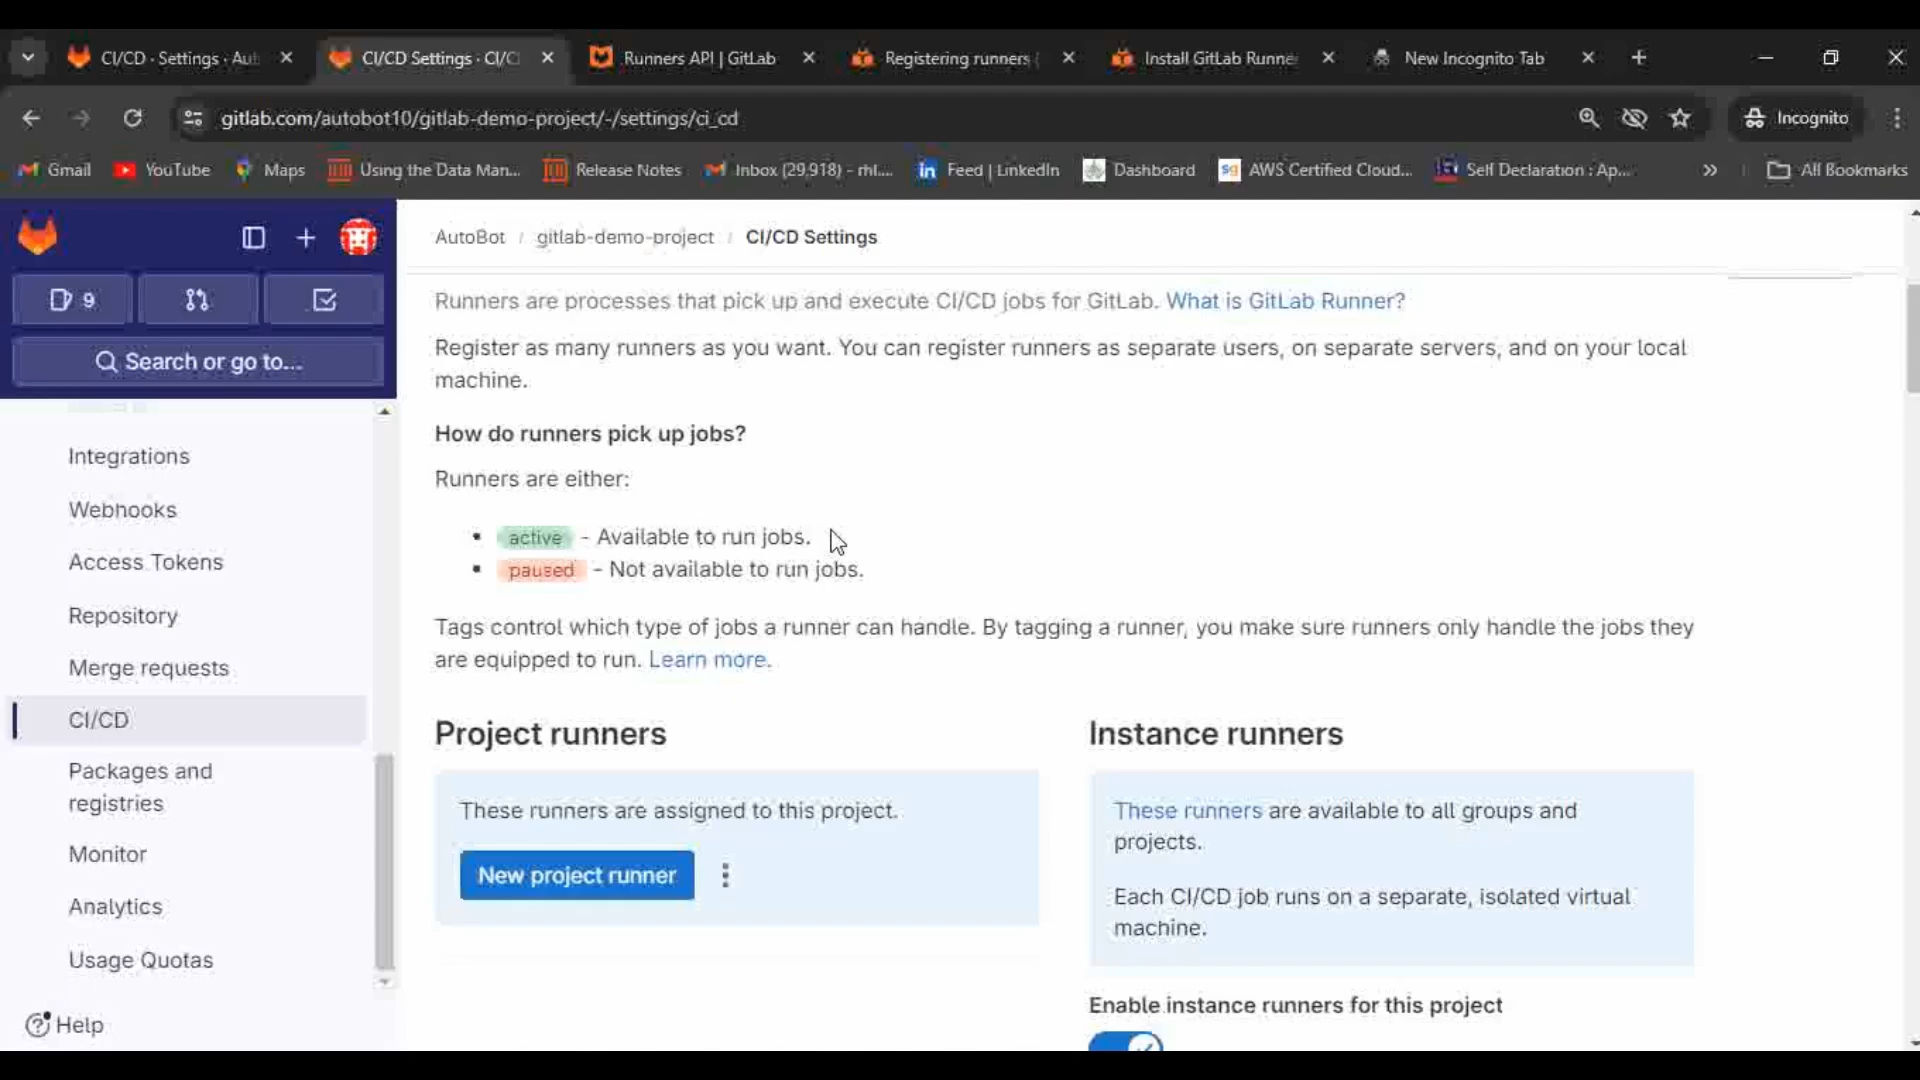 CI/CD · Settings · Aut
CI/CD Settings · CI/C
Runners API | GitLab
Registering runners
Install GitLab Runne
New Incognito Tab
gitlab.com/autobot10/gitlab-demo-project/-/settings/ci_cd
Incognito
Gmail
YouTube
Maps
Using the Data Man...
Release Notes
Inbox (29,918) - rhl....
Feed | LinkedIn
Dashboard
AWS Certified Cloud...
Self Declaration : Ap...
All Bookmarks
AutoBot / gitlab-demo-project / CI/CD Settings
9
Search or go to...
Integrations
Webhooks
Access Tokens
Repository
Merge requests
CI/CD
Packages and
registries
Monitor
Analytics
Usage Quotas
Help
Runners are processes that pick up and execute CI/CD jobs for GitLab. What is GitLab Runner?
Register as many runners as you want. You can register runners as separate users, on separate servers, and on your local
machine.
How do runners pick up jobs?
Runners are either:
• active - Available to run jobs.
• paused - Not available to run jobs.
Tags control which type of jobs a runner can handle. By tagging a runner, you make sure runners only handle the jobs they
are equipped to run. Learn more.
Project runners
These runners are assigned to this project.
New project runner
Instance runners
These runners are available to all groups and
projects.
Each CI/CD job runs on a separate, isolated virtual
machine.
Enable instance runners for this project